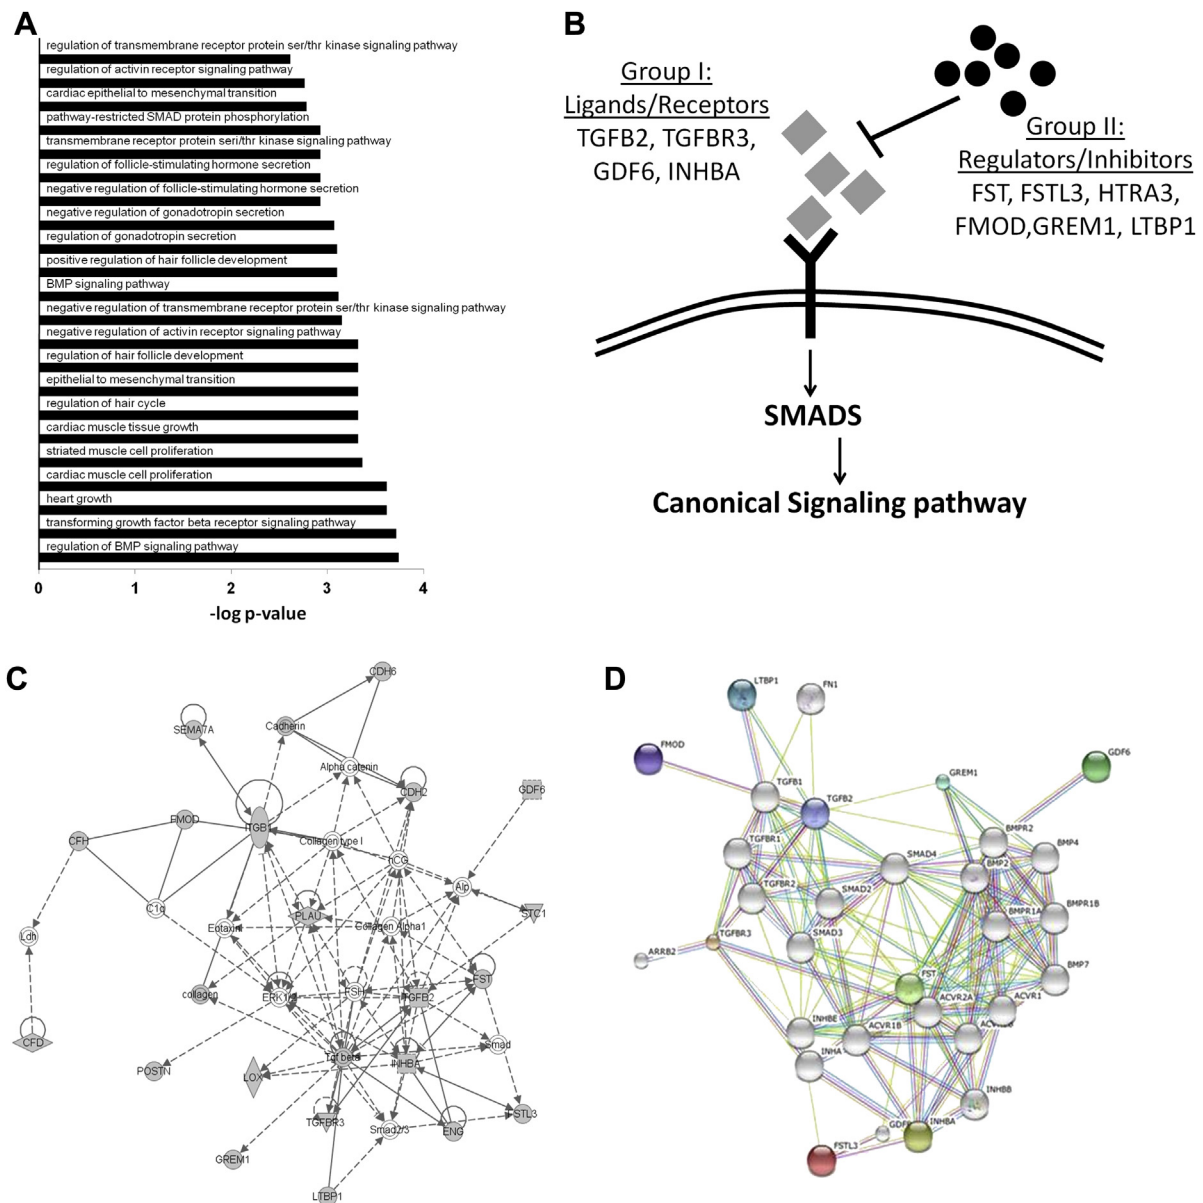 A
regulation of transmembrane receptor protein ser/thr kinase signaling pathway
regulation of activin receptor signaling pathway
cardiac epithelial to mesenchymal transition
pathway-restricted SMAD protein phosphorylation
transmembrane receptor protein seri/thr kinase signaling pathway
regulation of follicle-stimulating hormone secretion
negative regulation of follicle-stimulating hormone secretion
negative regulation of gonadotropin secretion
regulation of gonadotropin secretion
positive regulation of hair follicle development
BMP signaling pathway
negative regulation of transmembrane receptor protein ser/thr kinase signaling pathway
negative regulation of activin receptor signaling pathway
regulation of hair follicle development
epithelial to mesenchymal transition
regulation of hair cycle
cardiac muscle tissue growth
striated muscle cell proliferation
cardiac muscle cell proliferation
heart growth
transforming growth factor beta receptor signaling pathway
regulation of BMP signaling pathway
0 1 2 3 4
-log p-value
B
Group I:
Ligands/Receptors
TGFB2, TGFBR3,
GDF6, INHBA
Group II:
Regulators/Inhibitors
FST, FSTL3, HTRA3,
FMOD,GREM1, LTBP1
SMADS
Canonical Signaling pathway
C
CDH6
SEMA7A
Cadherin
Alpha catenin
CDH2
GDF6
FMOD
ITGB1
CFH
Collagen type I
hCG
Alp
C1q
PLAU
STC1
Eotaxin
Collagen Alpha1
Ldh
FST
collagen
ERK1/2
FSH
TGFB2
CFD
Smad
Tgf beta
INHBA
POSTN
LOX
FSTL3
TGFBR3
Smad2/3
ENG
GREM1
LTBP1
D
LTBP1
FN1
FMOD
GDF6
GREM1
TGFB1
TGFB2
BMPR2
TGFBR1
SMAD4
BMP4
BMP2
TGFBR2
SMAD2
BMPR1B
BMPR1A
TGFBR3
SMAD3
ARRB2
BMP7
FST
ACVR2A
ACVR1
INHBE
ACVR1B
INHA
INHBB
INHBA
FSTL3